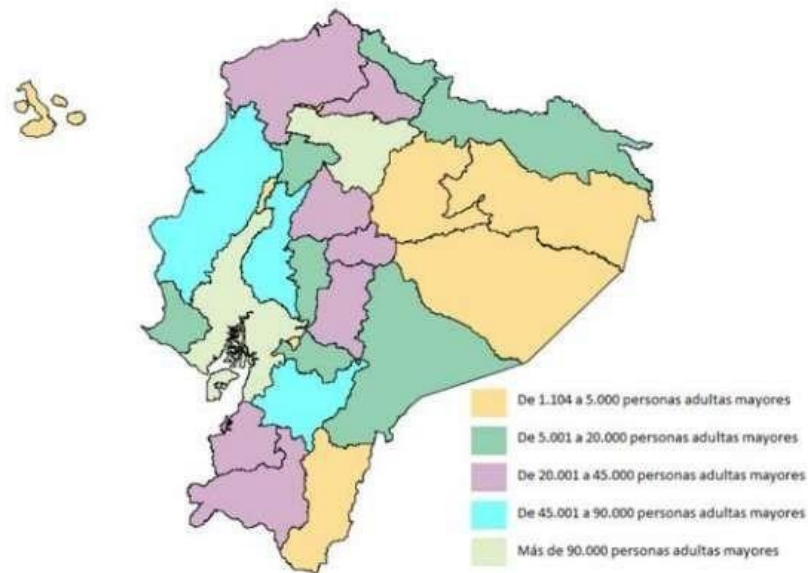 De 1.104 a 5.000 personas adultas mayores
De 5.001 a 20.000 personas adultas mayores
De 20.001 a 45.000 personas adultas mayores
De 45.001 a 90.000 personas adultas mayores
Más de 90.000 personas adultas mayores